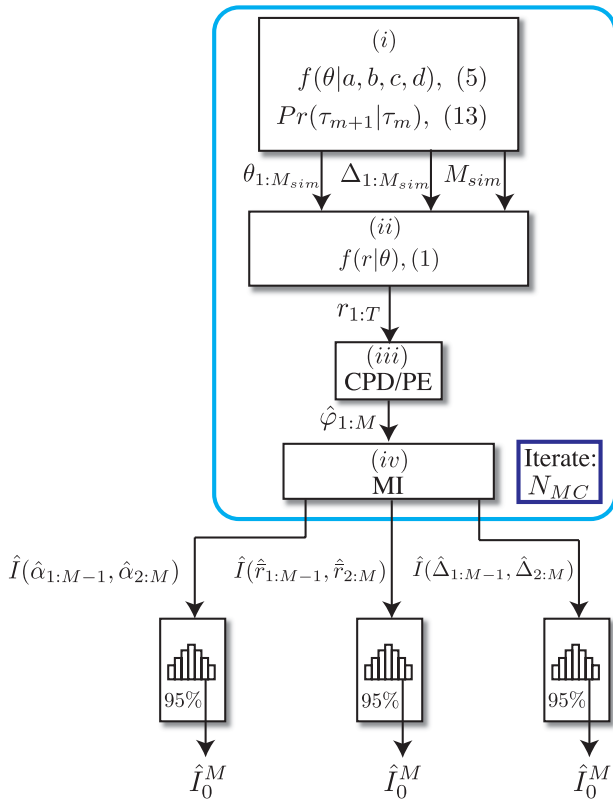 (i)
f(θ|a, b, c, d), (5)
Pr(τ_{m+1}|τ_m), (13)
θ_{1:M_{sim}} Δ_{1:M_{sim}} M_{sim}
(ii)
f(r|θ), (1)
r_{1:T}
(iii)
CPD/PE
φ̂_{1:M}
(iv)
MI
Iterate:
N_{MC}
Î(α̂_{1:M−1}, α̂_{2:M}) Î(r̄̂_{1:M−1}, r̄̂_{2:M}) Î(Δ̂_{1:M−1}, Δ̂_{2:M})
95% 95% 95%
Î_0^M Î_0^M Î_0^M